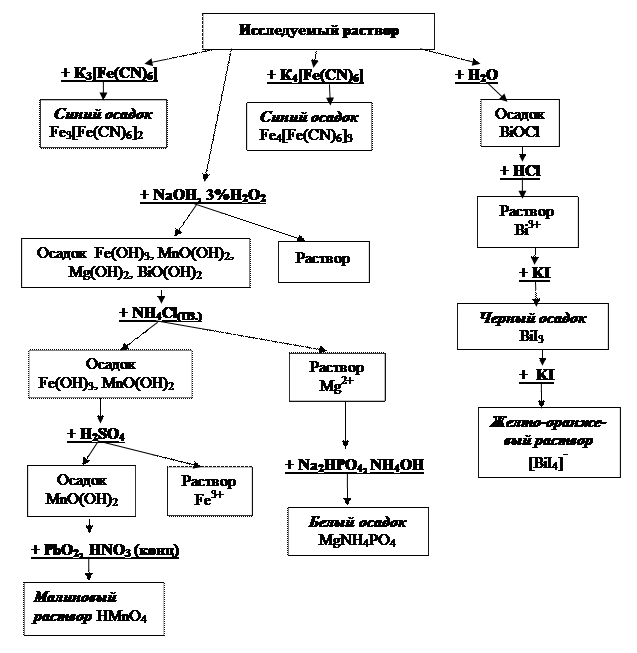 Исследуемый раствор
+ K₃[Fe(CN)₆]
+ K₄[Fe(CN)₆]
+ H₂O
Синий осадок
Fe₃[Fe(CN)₆]₂
Синий осадок
Fe₄[Fe(CN)₆]₃
Осадок
BiOCl
+ HCl
+ NaOH, 3%H₂O₂
Раствор
Bi³⁺
Осадок Fe(OH)₃, MnO(OH)₂,
Mg(OH)₂, BiO(OH)₂
Раствор
+ KI
+ NH₄Cl(тв.)
Черный осадок
BiI₃
Осадок
Fe(OH)₃, MnO(OH)₂
Раствор
Mg²⁺
+ KI
+ H₂SO₄
Желто-оранже-
вый раствор
[BiI₄]⁻
Осадок
MnO(OH)₂
Раствор
Fe³⁺
+ Na₂HPO₄, NH₄OH
Белый осадок
MgNH₄PO₄
+ PbO₂, HNO₃ (конц)
Малиновый
раствор HMnO₄